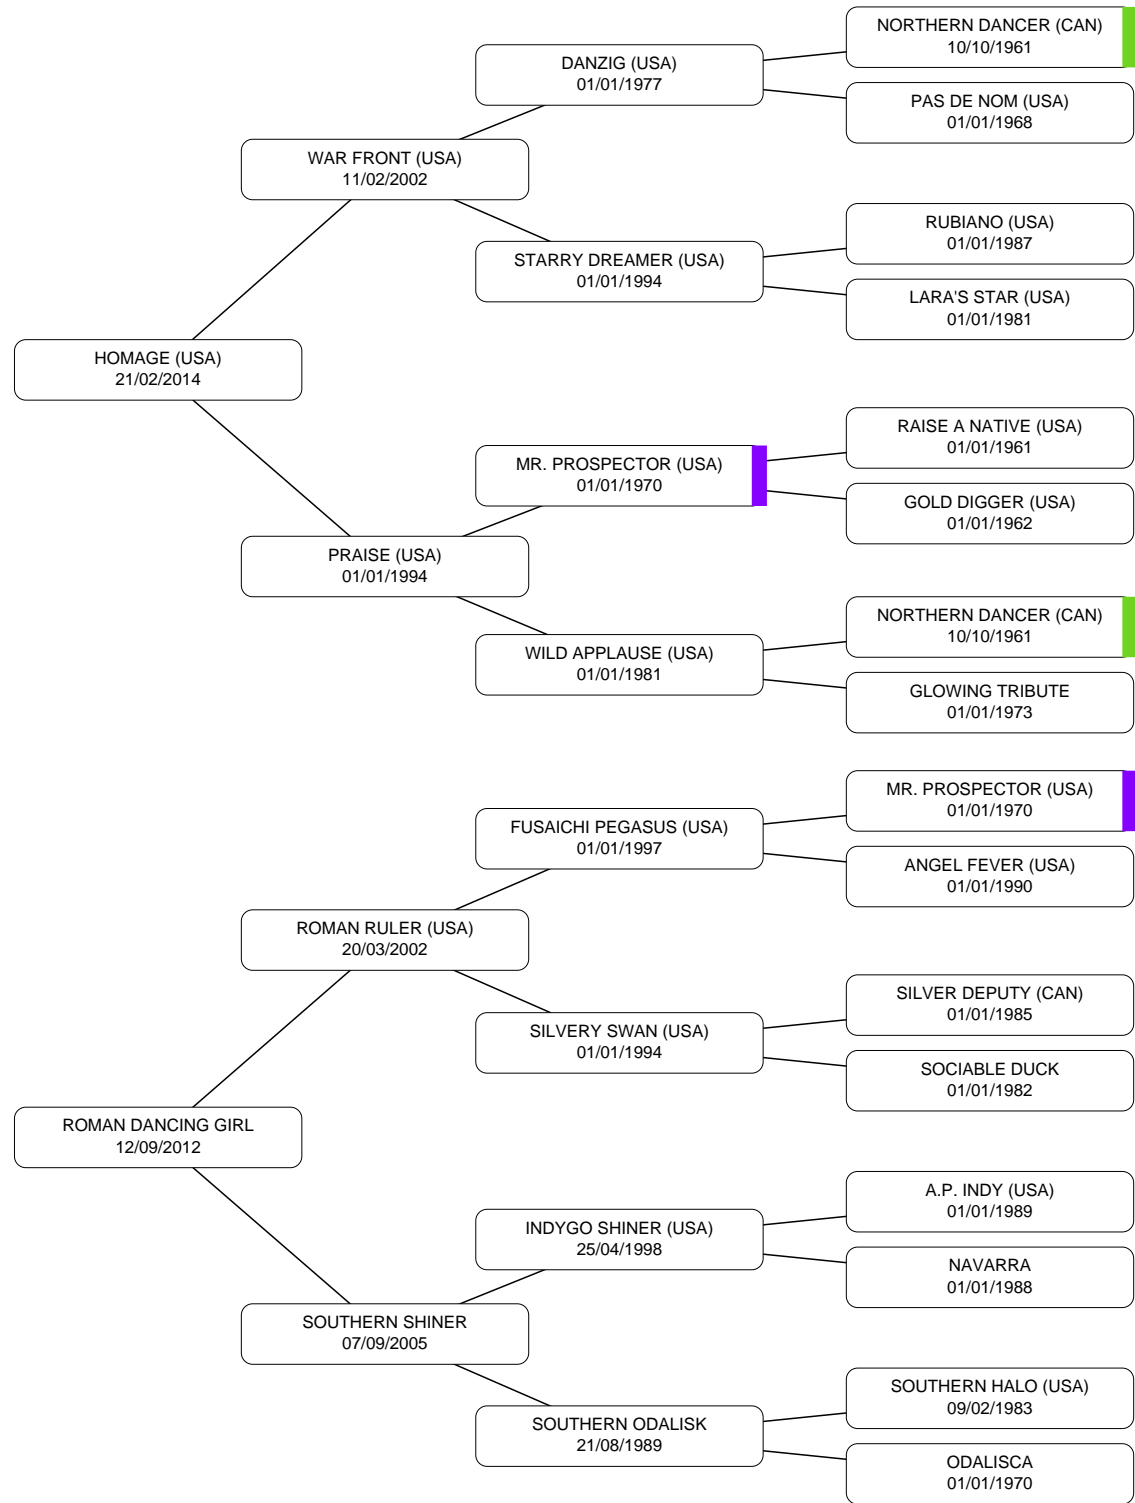 NORTHERN DANCER (CAN)
10/10/1961
DANZIG (USA)
01/01/1977
PAS DE NOM (USA)
01/01/1968
WAR FRONT (USA)
11/02/2002
RUBIANO (USA)
01/01/1987
STARRY DREAMER (USA)
01/01/1994
LARA'S STAR (USA)
01/01/1981
HOMAGE (USA)
21/02/2014
RAISE A NATIVE (USA)
01/01/1961
MR. PROSPECTOR (USA)
01/01/1970
GOLD DIGGER (USA)
01/01/1962
PRAISE (USA)
01/01/1994
NORTHERN DANCER (CAN)
10/10/1961
WILD APPLAUSE (USA)
01/01/1981
GLOWING TRIBUTE
01/01/1973
MR. PROSPECTOR (USA)
01/01/1970
FUSAICHI PEGASUS (USA)
01/01/1997
ANGEL FEVER (USA)
01/01/1990
ROMAN RULER (USA)
20/03/2002
SILVER DEPUTY (CAN)
01/01/1985
SILVERY SWAN (USA)
01/01/1994
SOCIABLE DUCK
01/01/1982
ROMAN DANCING GIRL
12/09/2012
A.P. INDY (USA)
01/01/1989
INDYGO SHINER (USA)
25/04/1998
NAVARRA
01/01/1988
SOUTHERN SHINER
07/09/2005
SOUTHERN HALO (USA)
09/02/1983
SOUTHERN ODALISK
21/08/1989
ODALISCA
01/01/1970